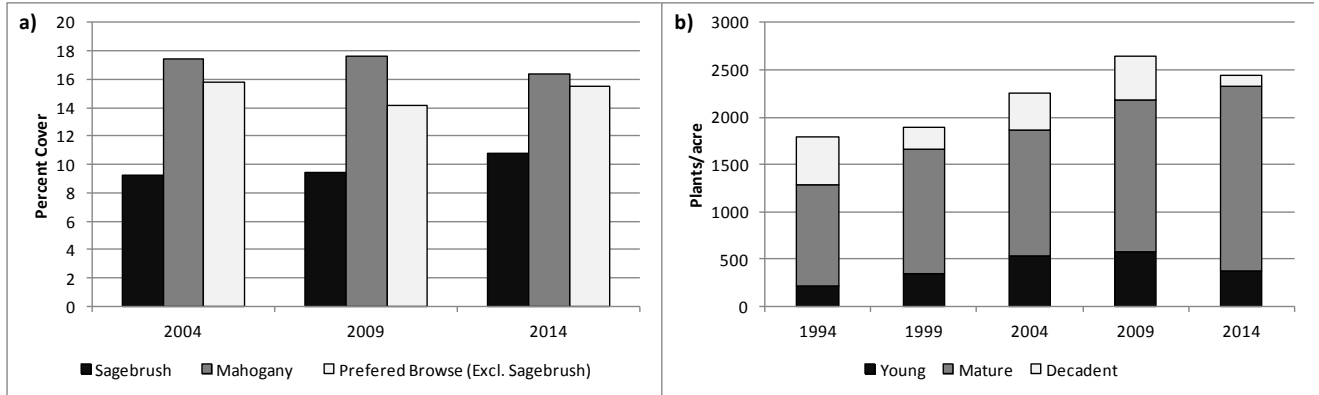 a)
Percent Cover
20
18
16
14
12
10
8
6
4
2
0
2004 2009 2014
Sagebrush Mahogany Prefered Browse (Excl. Sagebrush)
b)
Plants/acre
3000
2500
2000
1500
1000
500
0
1994 1999 2004 2009 2014
Young Mature Decadent